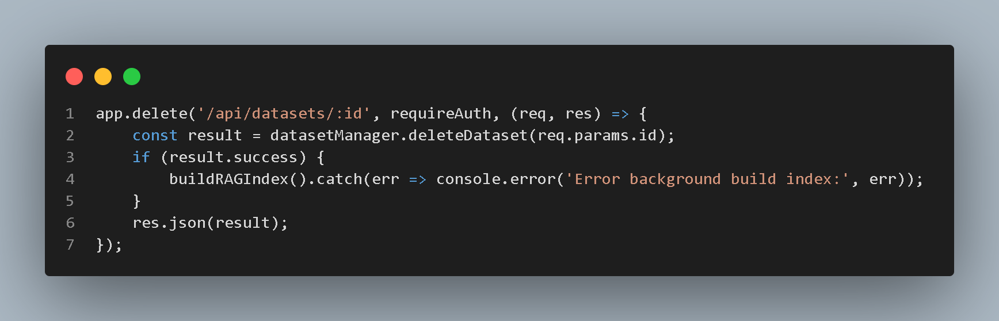 1 app.delete('/api/datasets/:id', requireAuth, (req, res) => {
2     const result = datasetManager.deleteDataset(req.params.id);
3     if (result.success) {
4         buildRAGIndex().catch(err => console.error('Error background build index:', err));
5     }
6     res.json(result);
7 });